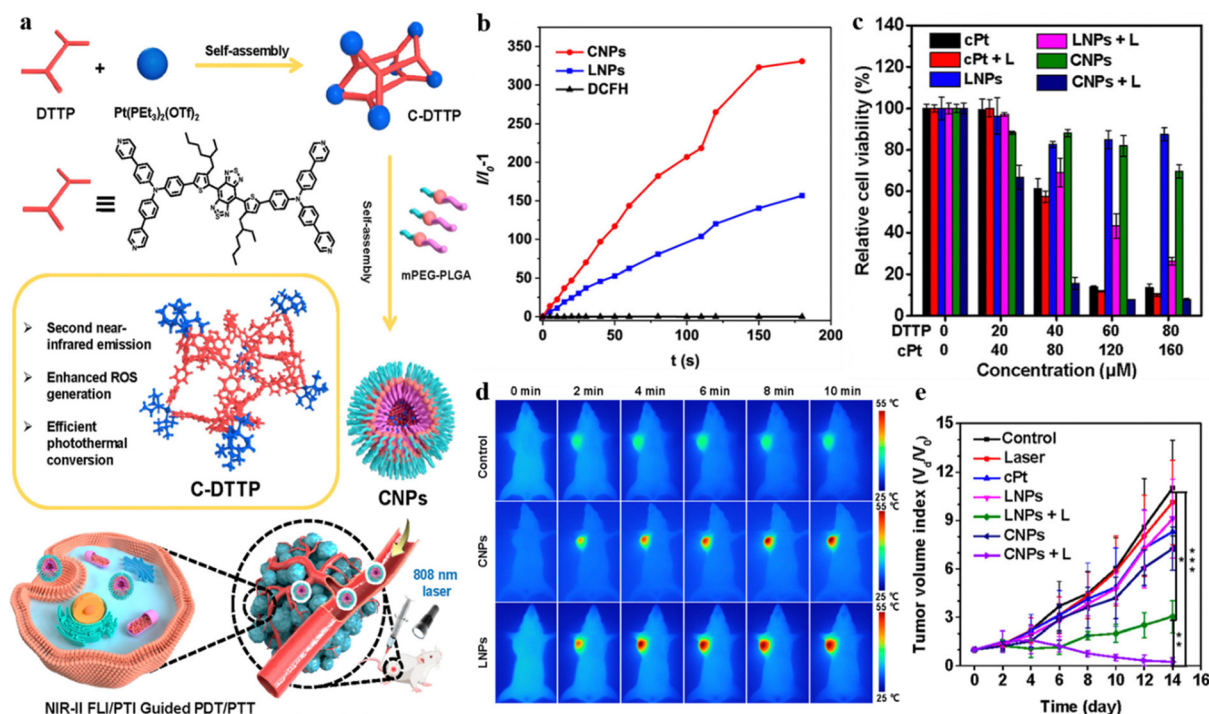 a
DTTP
+
Pt(PEt3)2(OTf)2
Self-assembly
C-DTTP
≡
Self-assembly
mPEG-PLGA
Second near-
infrared emission
Enhanced ROS
generation
Efficient
photothermal
conversion
C-DTTP
CNPs
808 nm
laser
NIR-II FLI/PTI Guided PDT/PTT
b
CNPs
LNPs
DCFH
I/I0-1
350
300
250
200
150
100
50
0
0 50 100 150 200
t (s)
c
cPt
cPt + L
LNPs
LNPs + L
CNPs
CNPs + L
Relative cell viability (%)
140
120
100
80
60
40
20
0
DTTP 0 20 40 60 80
cPt 0 40 80 120 160
Concentration (μM)
d
0 min 2 min 4 min 6 min 8 min 10 min
Control
CNPs
LNPs
55 ℃
25 ℃
55 ℃
25 ℃
55 ℃
25 ℃
e
Control
Laser
cPt
LNPs
LNPs + L
CNPs
CNPs + L
Tumor volume index (Vd/V0)
15
12
9
6
3
0
0 2 4 6 8 10 12 14 16
Time (day)
*
**
***